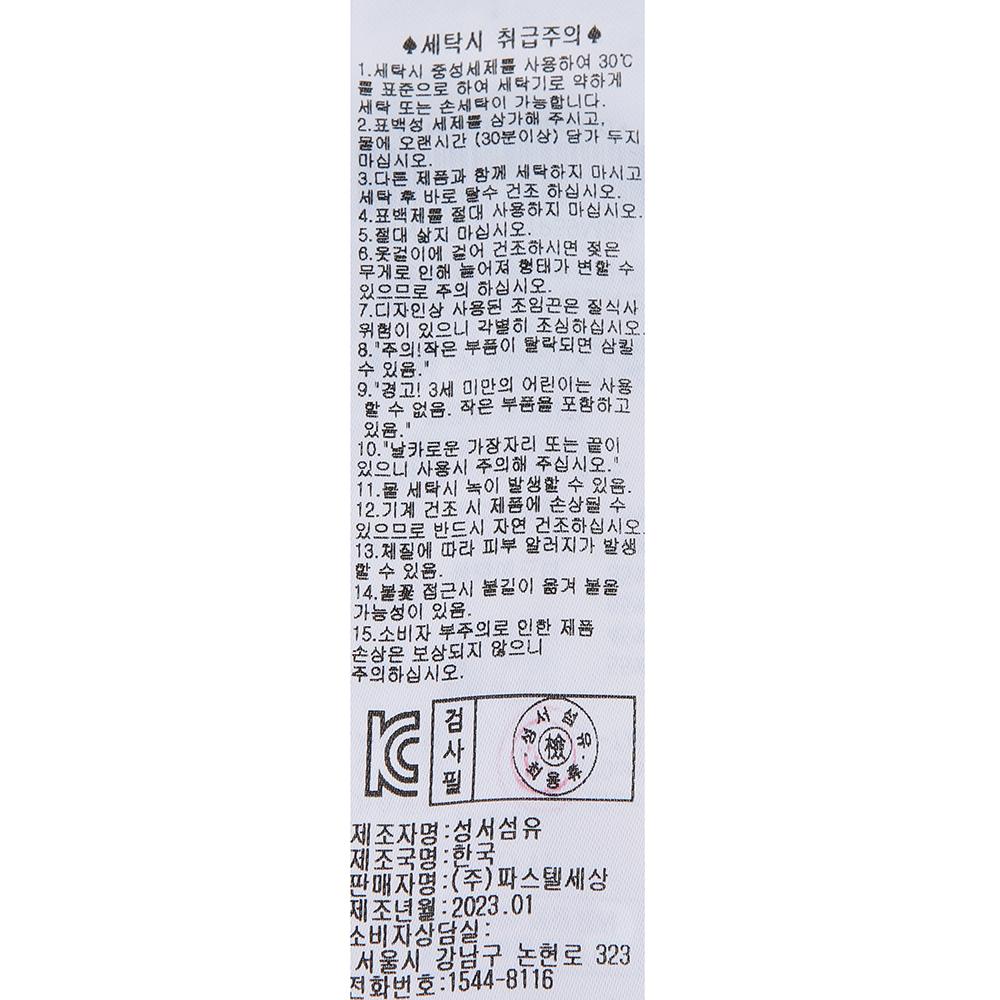 ♠세탁시 취급주의♠
1.세탁시 중성세제를 사용하여 30℃
를 표준으로 하여 세탁기로 약하게
세탁 또는 손세탁이 가능합니다.
2.표백성 세제를 삼가해 주시고,
물에 오랜시간 (30분이상) 담가 두지
마십시오.
3.다른 제품과 함께 세탁하지 마시고
세탁 후 바로 탈수 건조 하십시오.
4.표백제를 절대 사용하지 마십시오.
5.절대 삶지 마십시오.
6.옷걸이에 걸어 건조하시면 젖은
무게로 인해 늘어져 형태가 변할 수
있으므로 주의 하십시오.
7.디자인상 사용된 조임끈은 질식사
위험이 있으니 각별히 조심하십시오.
8."주의!작은 부품이 탈락되면 삼킬
수 있음."
9."경고! 3세 미만의 어린이는 사용
할 수 없음. 작은 부품을 포함하고
있음."
10."날카로운 가장자리 또는 끝이
있으니 사용시 주의해 주십시오."
11.물 세탁시 녹이 발생할 수 있음.
12.기계 건조 시 제품에 손상될 수
있으므로 반드시 자연 건조하십시오.
13.체질에 따라 피부 알러지가 발생
할 수 있음.
14.불꽃 접근시 불길이 옮겨 붙을
가능성이 있음.
15.소비자 부주의로 인한 제품
손상은 보상되지 않으니
주의하십시오.
KC
검사필
성서섬유
檢
제조자명:성서섬유
제조국명:한국
판매자명:(주)파스텔세상
제조년월:2023.01
소비자상담실:
서울시 강남구 논현로 323
전화번호:1544-8116